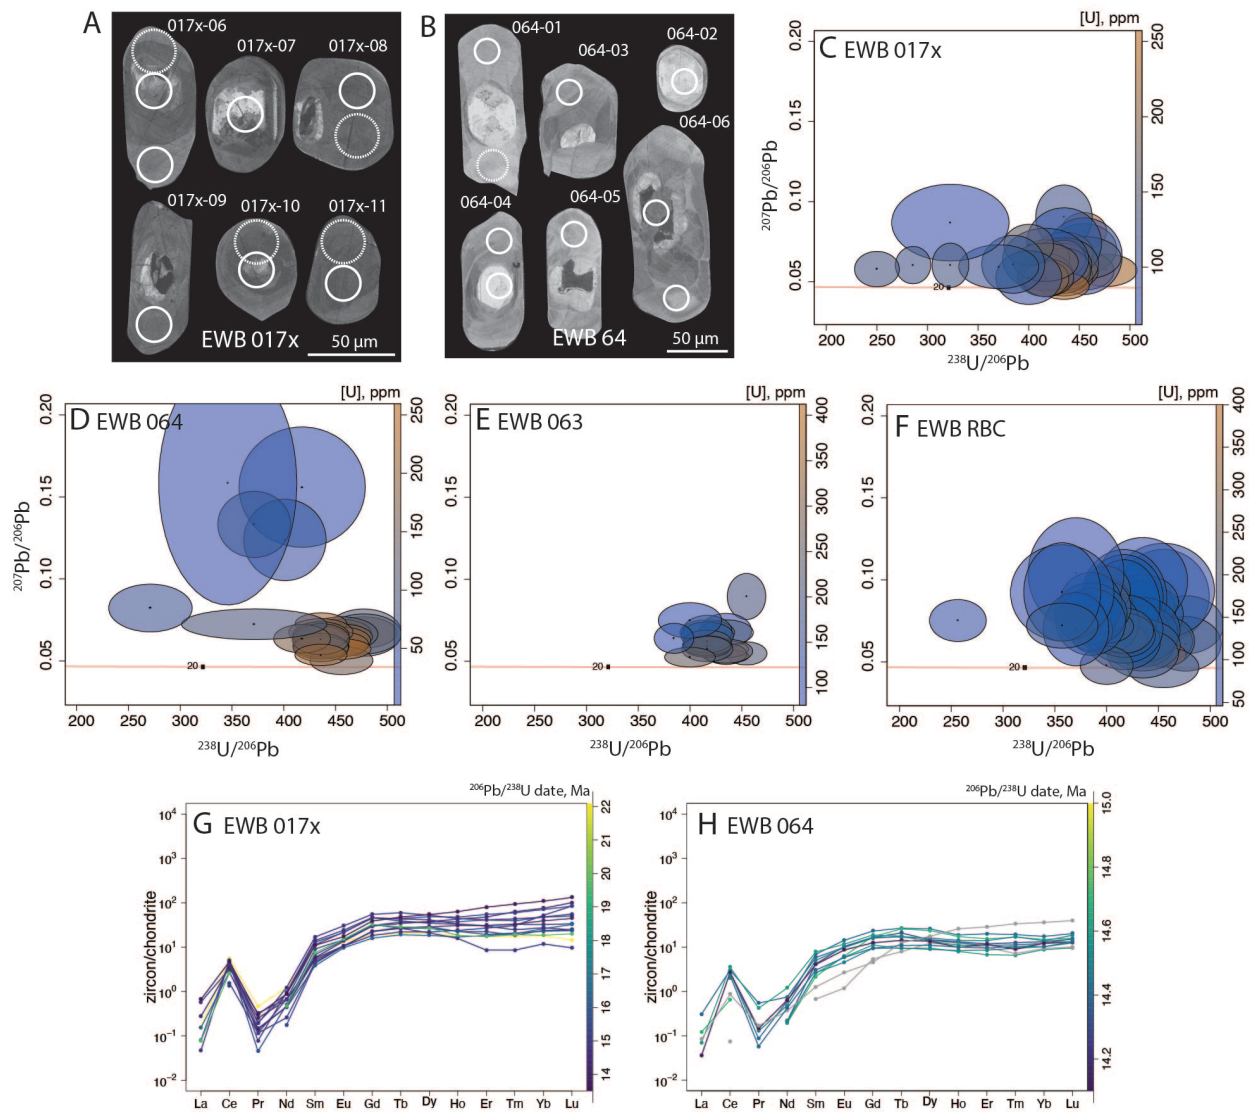 A
017x-06
017x-07
017x-08
017x-09
017x-10
017x-11
EWB 017x
50 µm
B
064-01
064-02
064-03
064-06
064-04
064-05
EWB 64
50 µm
[U], ppm
C EWB 017x
0.20
0.15
0.10
0.05
207Pb/206Pb
20
200 250 300 350 400 450 500
238U/206Pb
250
200
150
100
[U], ppm
D EWB 064
0.20
0.15
0.10
0.05
207Pb/206Pb
20
200 250 300 350 400 450 500
238U/206Pb
250
200
150
100
50
[U], ppm
E EWB 063
0.20
0.15
0.10
0.05
20
200 250 300 350 400 450 500
238U/206Pb
400
350
300
250
200
150
100
[U], ppm
F EWB RBC
0.20
0.15
0.10
0.05
20
200 250 300 350 400 450 500
238U/206Pb
400
350
300
250
200
150
100
50
206Pb/238U date, Ma
G EWB 017x
zircon/chondrite
10⁴
10³
10²
10¹
10⁰
10⁻¹
10⁻²
La Ce Pr Nd Sm Eu Gd Tb Dy Ho Er Tm Yb Lu
22
21
20
19
18
17
16
15
14
206Pb/238U date, Ma
H EWB 064
zircon/chondrite
10⁴
10³
10²
10¹
10⁰
10⁻¹
10⁻²
La Ce Pr Nd Sm Eu Gd Tb Dy Ho Er Tm Yb Lu
15.0
14.8
14.6
14.4
14.2